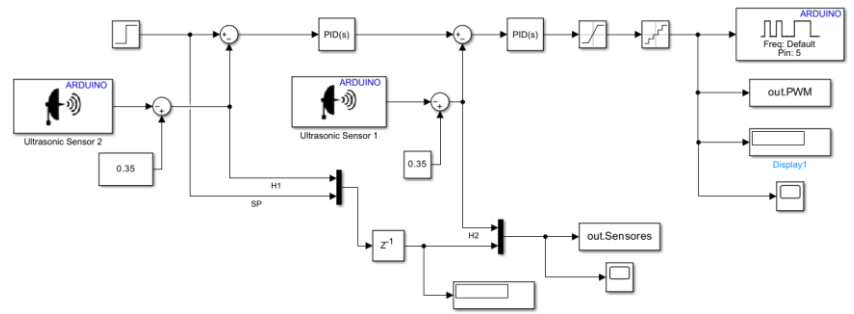 ARDUINO
PID(s)
PID(s)
Freq: Default
Pin: 5
ARDUINO
ARDUINO
out.PWM
Ultrasonic Sensor 2
Ultrasonic Sensor 1
0.35
0.35
Display1
H1
SP
Z-1
H2
out.Sensores